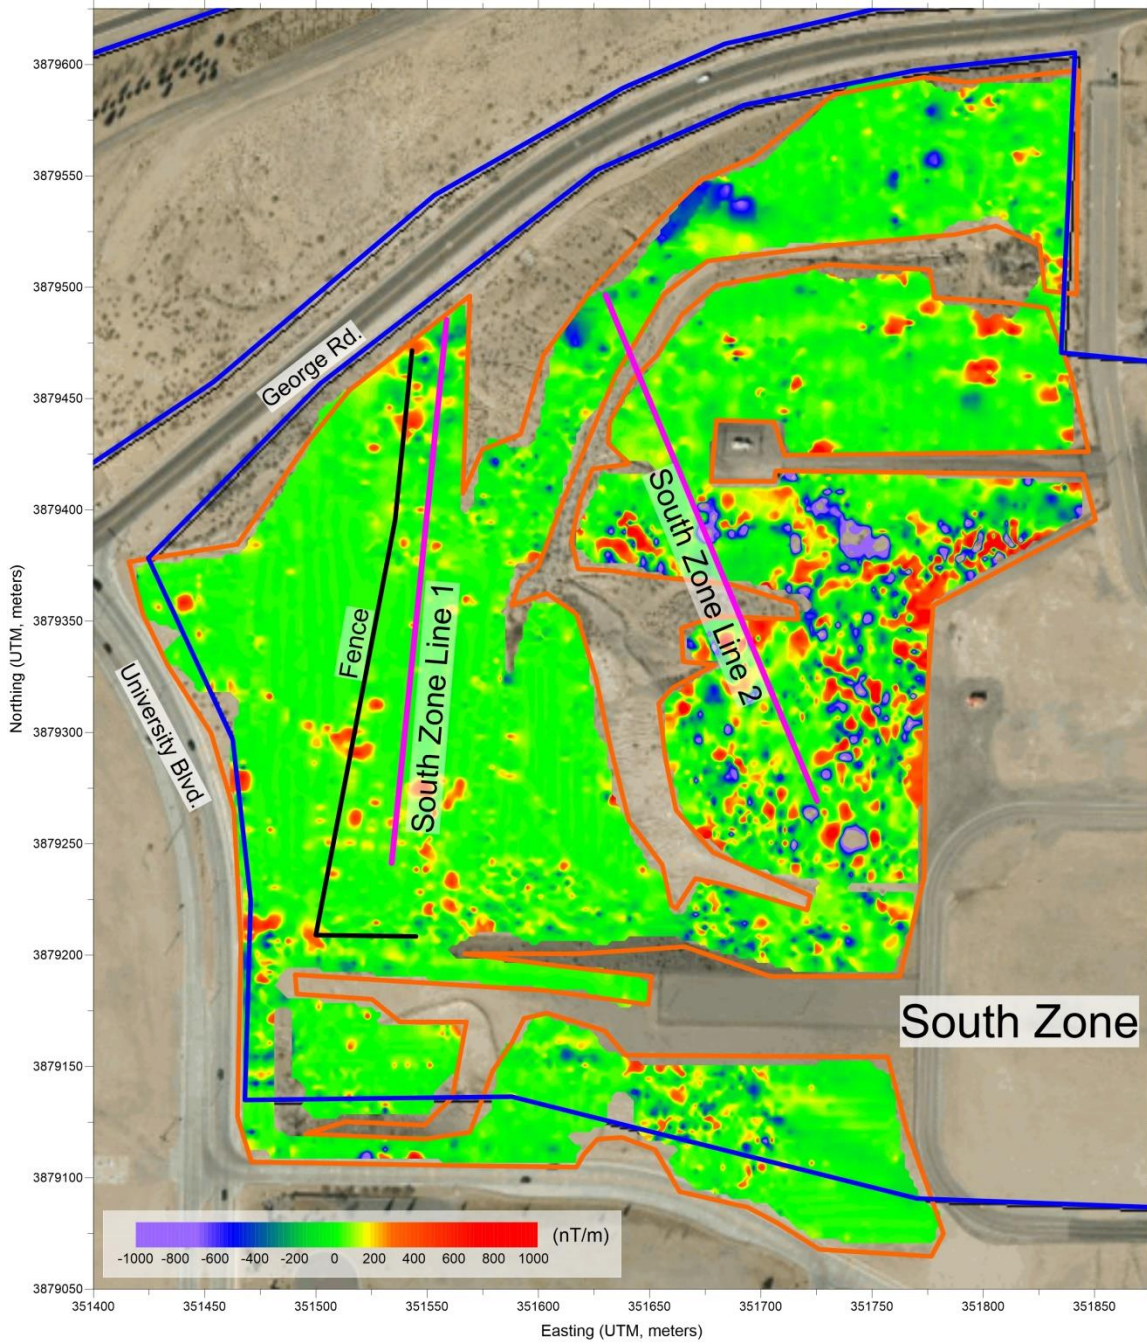 3879600
3879550
3879500
3879450
3879400
3879350
3879300
3879250
3879200
3879150
3879100
3879050
Northing (UTM, meters)
George Rd.
University Blvd.
Fence
South Zone Line 1
South Zone Line 2
South Zone
(nT/m)
-1000 -800 -600 -400 -200 0 200 400 600 800 1000
351400 351450 351500 351550 351600 351650 351700 351750 351800 351850
Easting (UTM, meters)